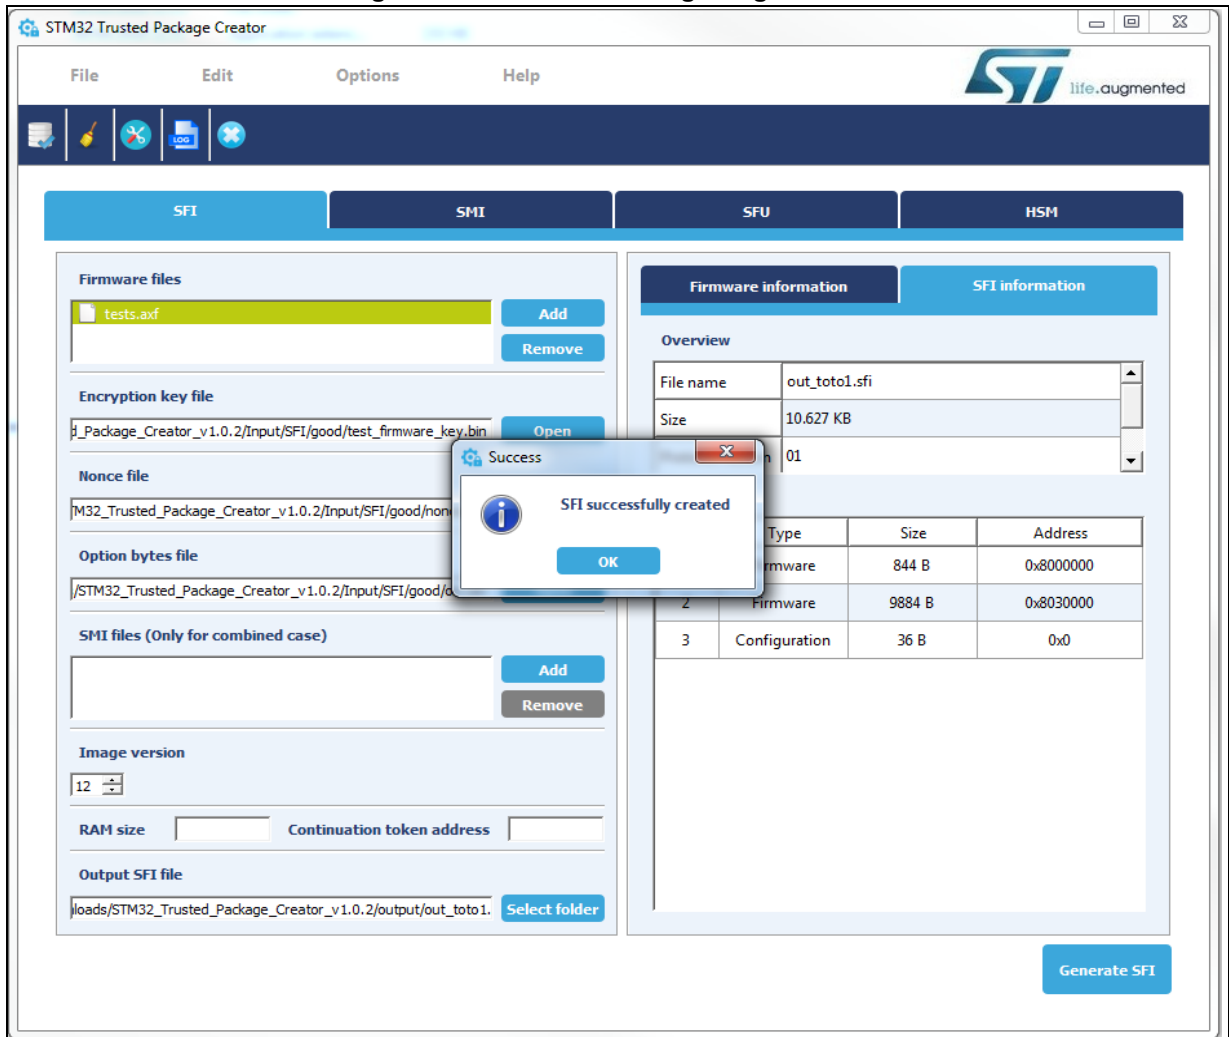 STM32 Trusted Package Creator
File Edit Options Help
life.augmented
LOG
SFI SMI SFU HSM
Firmware files
tests.axf
Add
Remove
Encryption key file
d_Package_Creator_v1.0.2/Input/SFI/good/test_firmware_key.bin Open
Nonce file
M32_Trusted_Package_Creator_v1.0.2/Input/SFI/good/non
Option bytes file
/STM32_Trusted_Package_Creator_v1.0.2/Input/SFI/good/o
SMI files (Only for combined case)
Add
Remove
Image version
12
RAM size Continuation token address
Output SFI file
loads/STM32_Trusted_Package_Creator_v1.0.2/output/out_toto1. Select folder
Firmware information SFI information
Overview
File name out_toto1.sfi
Size 10.627 KB
01
Type Size Address
rmware 844 B 0x8000000
2 Firmware 9884 B 0x8030000
3 Configuration 36 B 0x0
Success
SFI successfully created
OK
Generate SFI